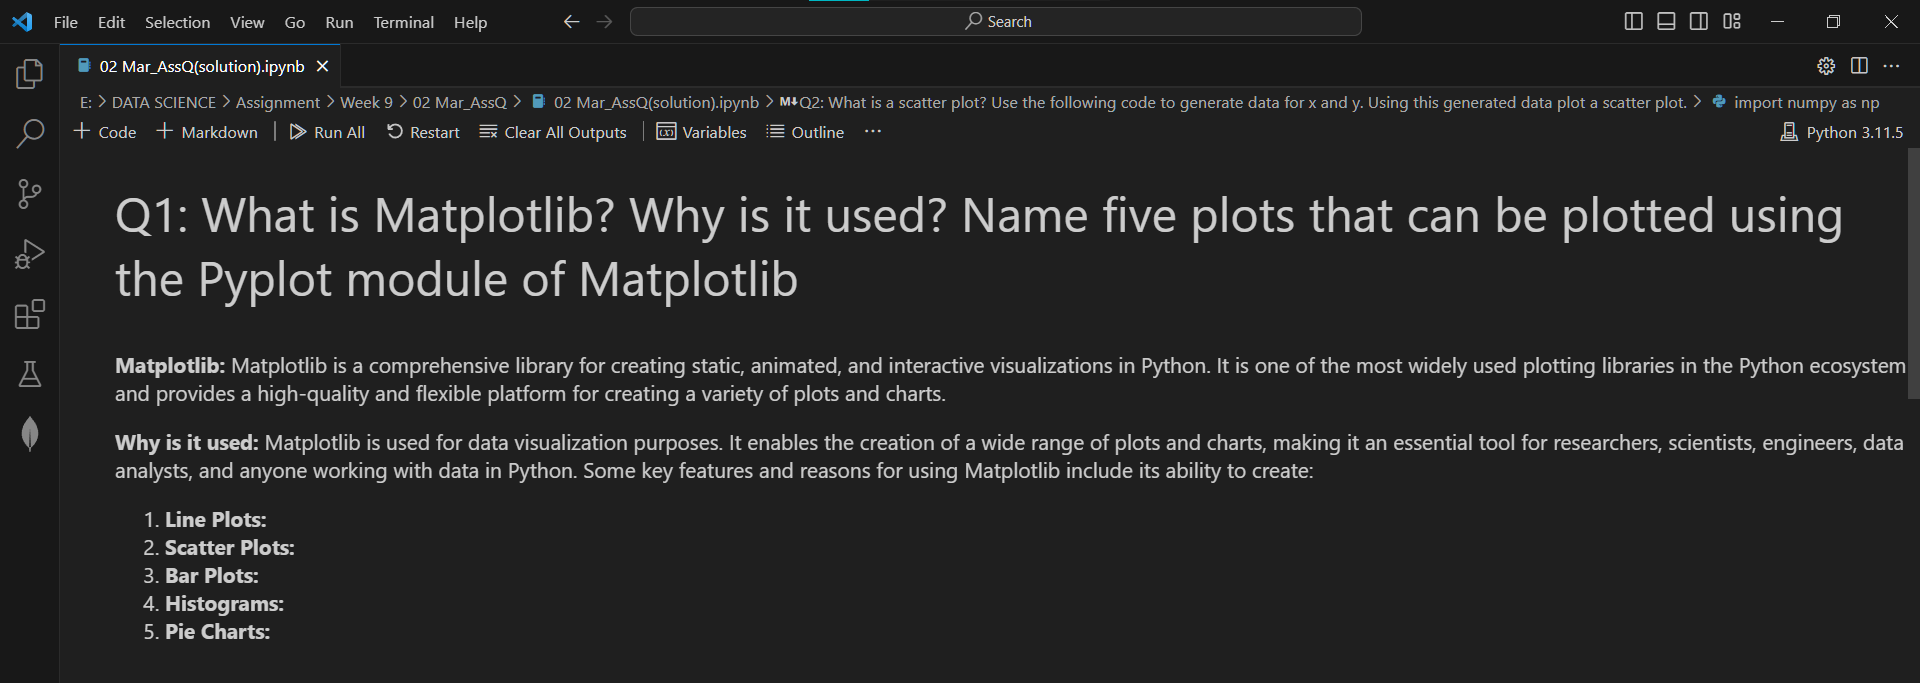 File Edit Selection View Go Run Terminal Help
Search
02 Mar_AssQ(solution).ipynb
E: > DATA SCIENCE > Assignment > Week 9 > 02 Mar_AssQ > 02 Mar_AssQ(solution).ipynb > M↓Q2: What is a scatter plot? Use the following code to generate data for x and y. Using this generated data plot a scatter plot. > import numpy as np
+ Code + Markdown | Run All Restart Clear All Outputs | Variables Outline ... Python 3.11.5
Q1: What is Matplotlib? Why is it used? Name five plots that can be plotted using
the Pyplot module of Matplotlib
Matplotlib: Matplotlib is a comprehensive library for creating static, animated, and interactive visualizations in Python. It is one of the most widely used plotting libraries in the Python ecosystem
and provides a high-quality and flexible platform for creating a variety of plots and charts.
Why is it used: Matplotlib is used for data visualization purposes. It enables the creation of a wide range of plots and charts, making it an essential tool for researchers, scientists, engineers, data
analysts, and anyone working with data in Python. Some key features and reasons for using Matplotlib include its ability to create:
1. Line Plots:
2. Scatter Plots:
3. Bar Plots:
4. Histograms:
5. Pie Charts: